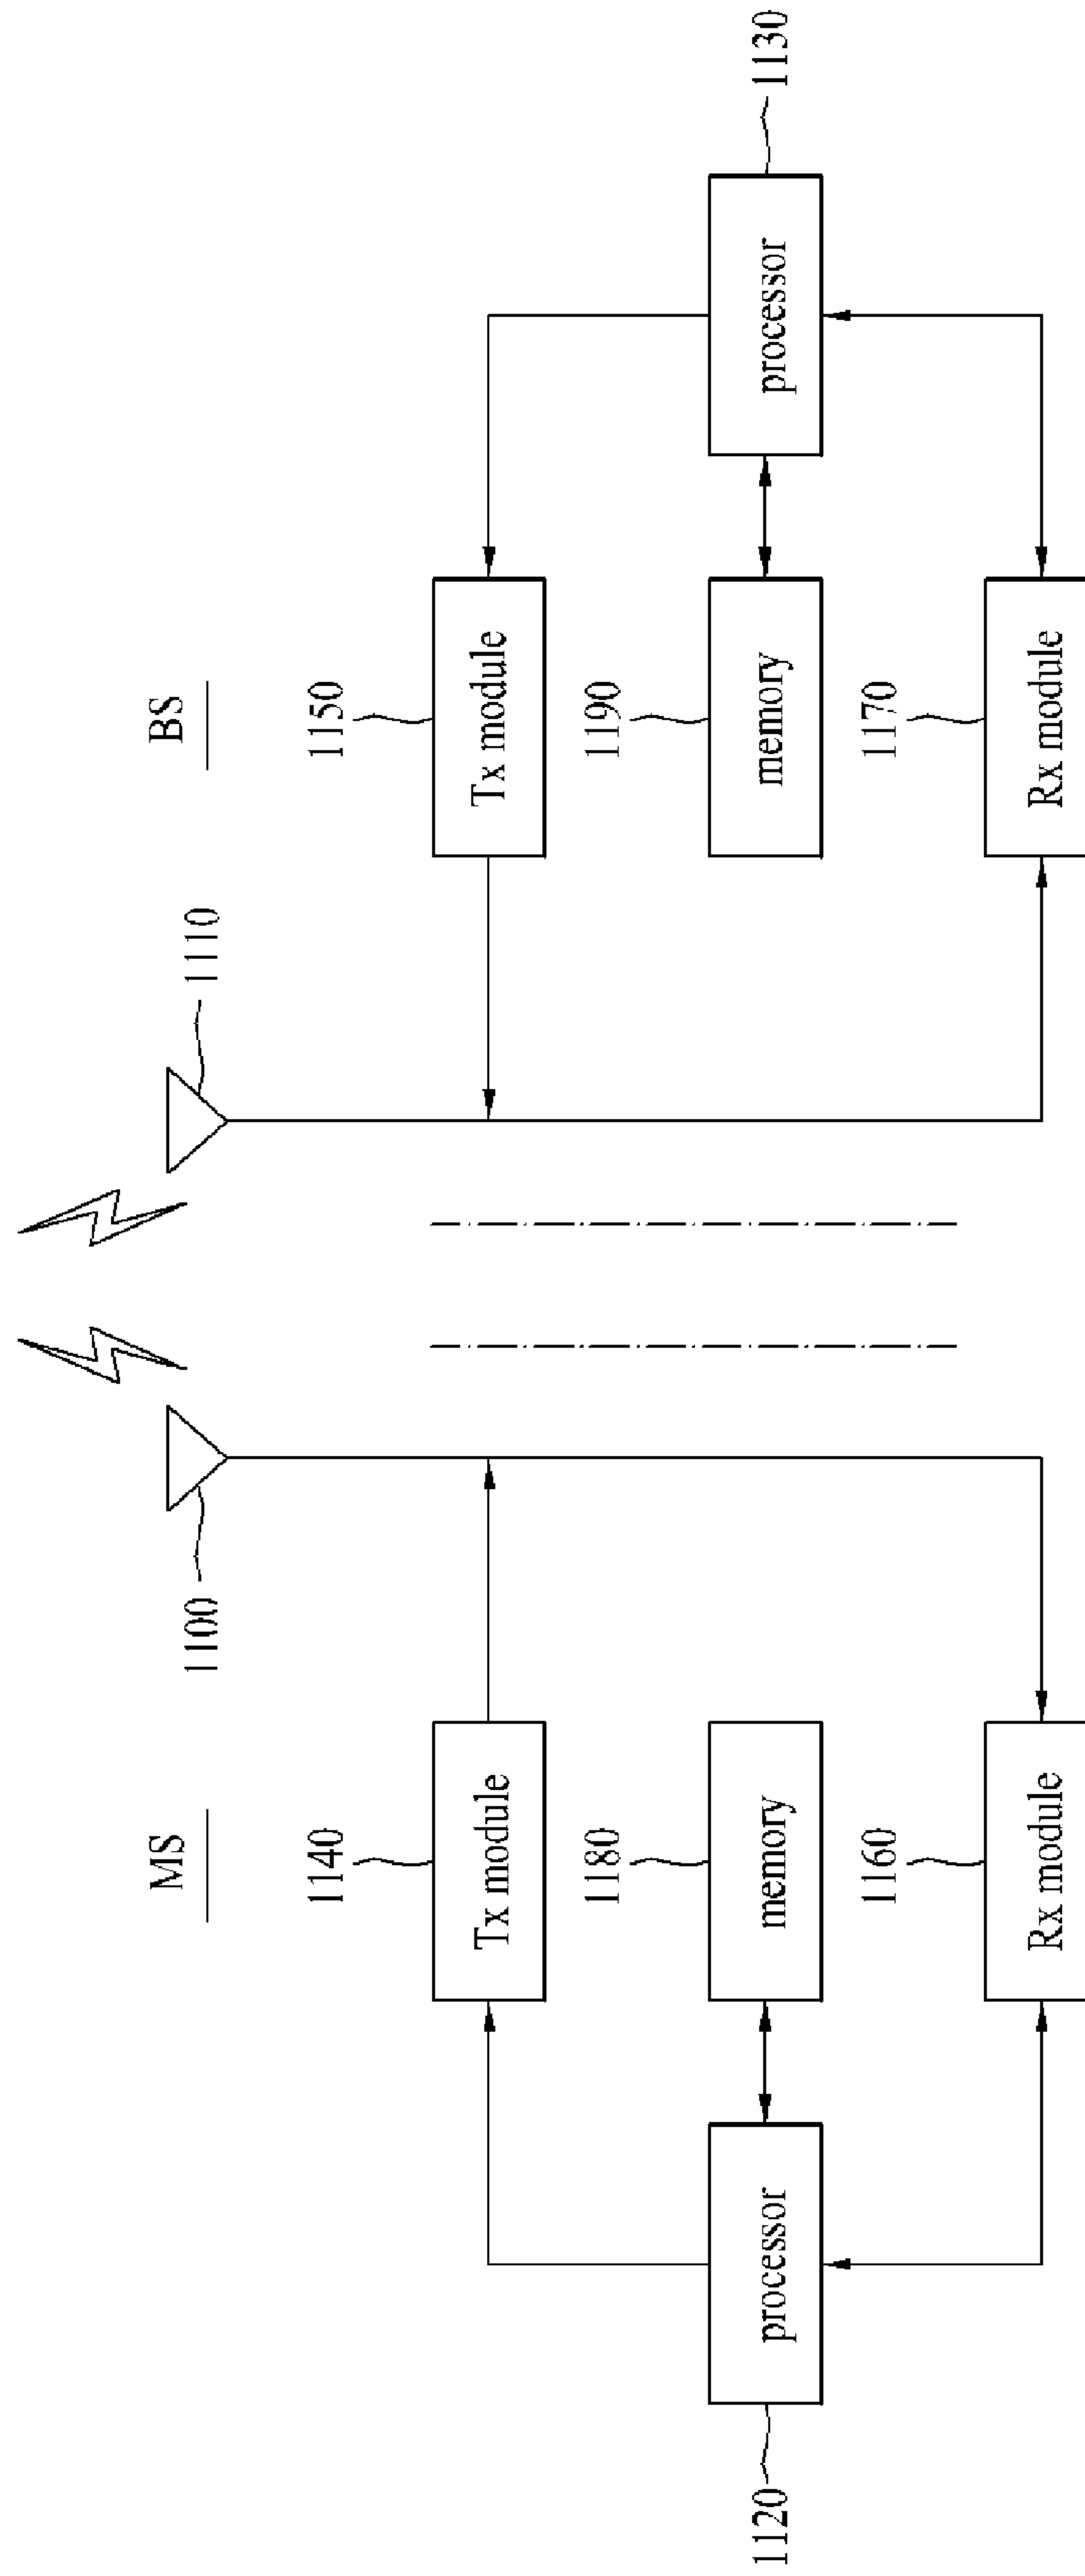 MS
BS
1100
1110
1140
Tx module
1150
Tx module
1180
memory
1190
memory
1120
processor
1130
processor
1160
Rx module
1170
Rx module